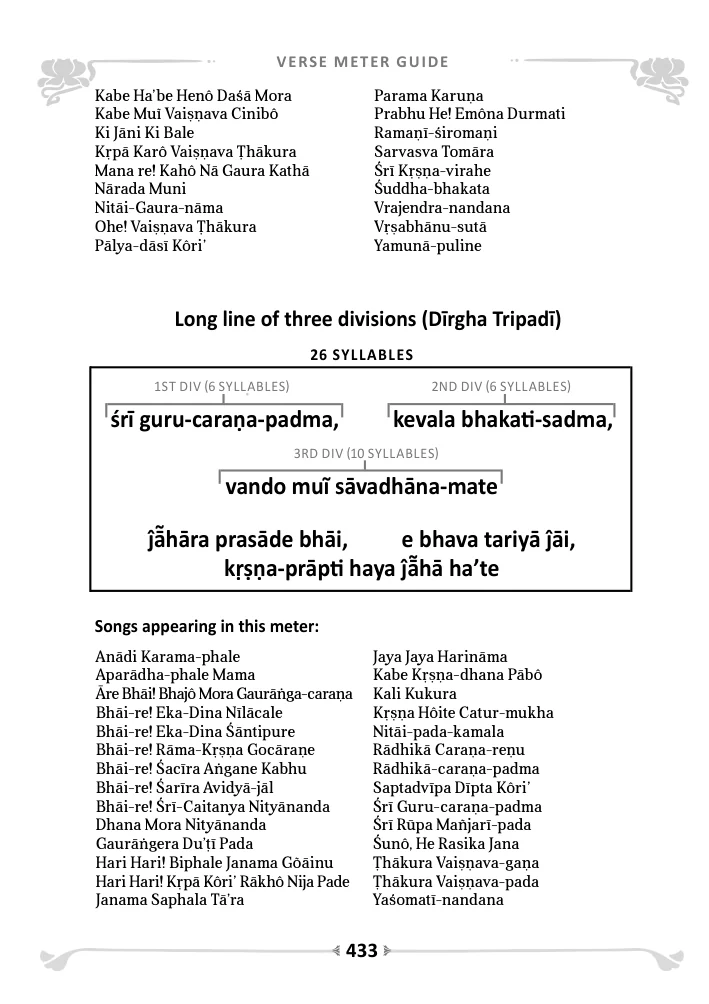 VERSE METER GUIDE
Kabe Ha’be Henô Daśā Mora
Kabe Muĩ Vaiṣṇava Cinibô
Ki Jāni Ki Bale
Kṛpā Karô Vaiṣṇava Ṭhākura
Mana re! Kahô Nā Gaura Kathā
Nārada Muni
Nitāi-Gaura-nāma
Ohe! Vaiṣṇava Ṭhākura
Pālya-dāsī Kôri’
Parama Karuṇa
Prabhu He! Emôna Durmati
Ramaṇī-śiromaṇi
Sarvasva Tomāra
Śrī Kṛṣṇa-virahe
Śuddha-bhakata
Vrajendra-nandana
Vṛṣabhānu-sutā
Yamunā-puline
Long line of three divisions (Dīrgha Tripadī)
26 SYLLABLES
1ST DIV (6 SYLLABLES) 2ND DIV (6 SYLLABLES)
śrī guru-caraṇa-padma, kevala bhakati-sadma,
3RD DIV (10 SYLLABLES)
vando muĩ sāvadhāna-mate
ĵā̃hāra prasāde bhāi, e bhava tariyā ĵāi,
kṛṣṇa-prāpti haya ĵā̃hā ha’te
Songs appearing in this meter:
Anādi Karama-phale
Aparādha-phale Mama
Āre Bhāi! Bhajô Mora Gaurāṅga-caraṇa
Bhāi-re! Eka-Dina Nīlācale
Bhāi-re! Eka-Dina Śāntipure
Bhāi-re! Rāma-Kṛṣṇa Gocāraṇe
Bhāi-re! Śacīra Aṅgane Kabhu
Bhāi-re! Śarīra Avidyā-jāl
Bhāi-re! Śrī-Caitanya Nityānanda
Dhana Mora Nityānanda
Gaurāṅgera Du’ṭī Pada
Hari Hari! Biphale Janama Gôāinu
Hari Hari! Kṛpā Kôri’ Rākhô Nija Pade
Janama Saphala Tā’ra
Jaya Jaya Harināma
Kabe Kṛṣṇa-dhana Pābô
Kali Kukura
Kṛṣṇa Hôite Catur-mukha
Nitāi-pada-kamala
Rādhikā Caraṇa-reṇu
Rādhikā-caraṇa-padma
Saptadvīpa Dīpta Kôri’
Śrī Guru-caraṇa-padma
Śrī Rūpa Mañjarī-pada
Śunô, He Rasika Jana
Ṭhākura Vaiṣṇava-gaṇa
Ṭhākura Vaiṣṇava-pada
Yaśomatī-nandana
433